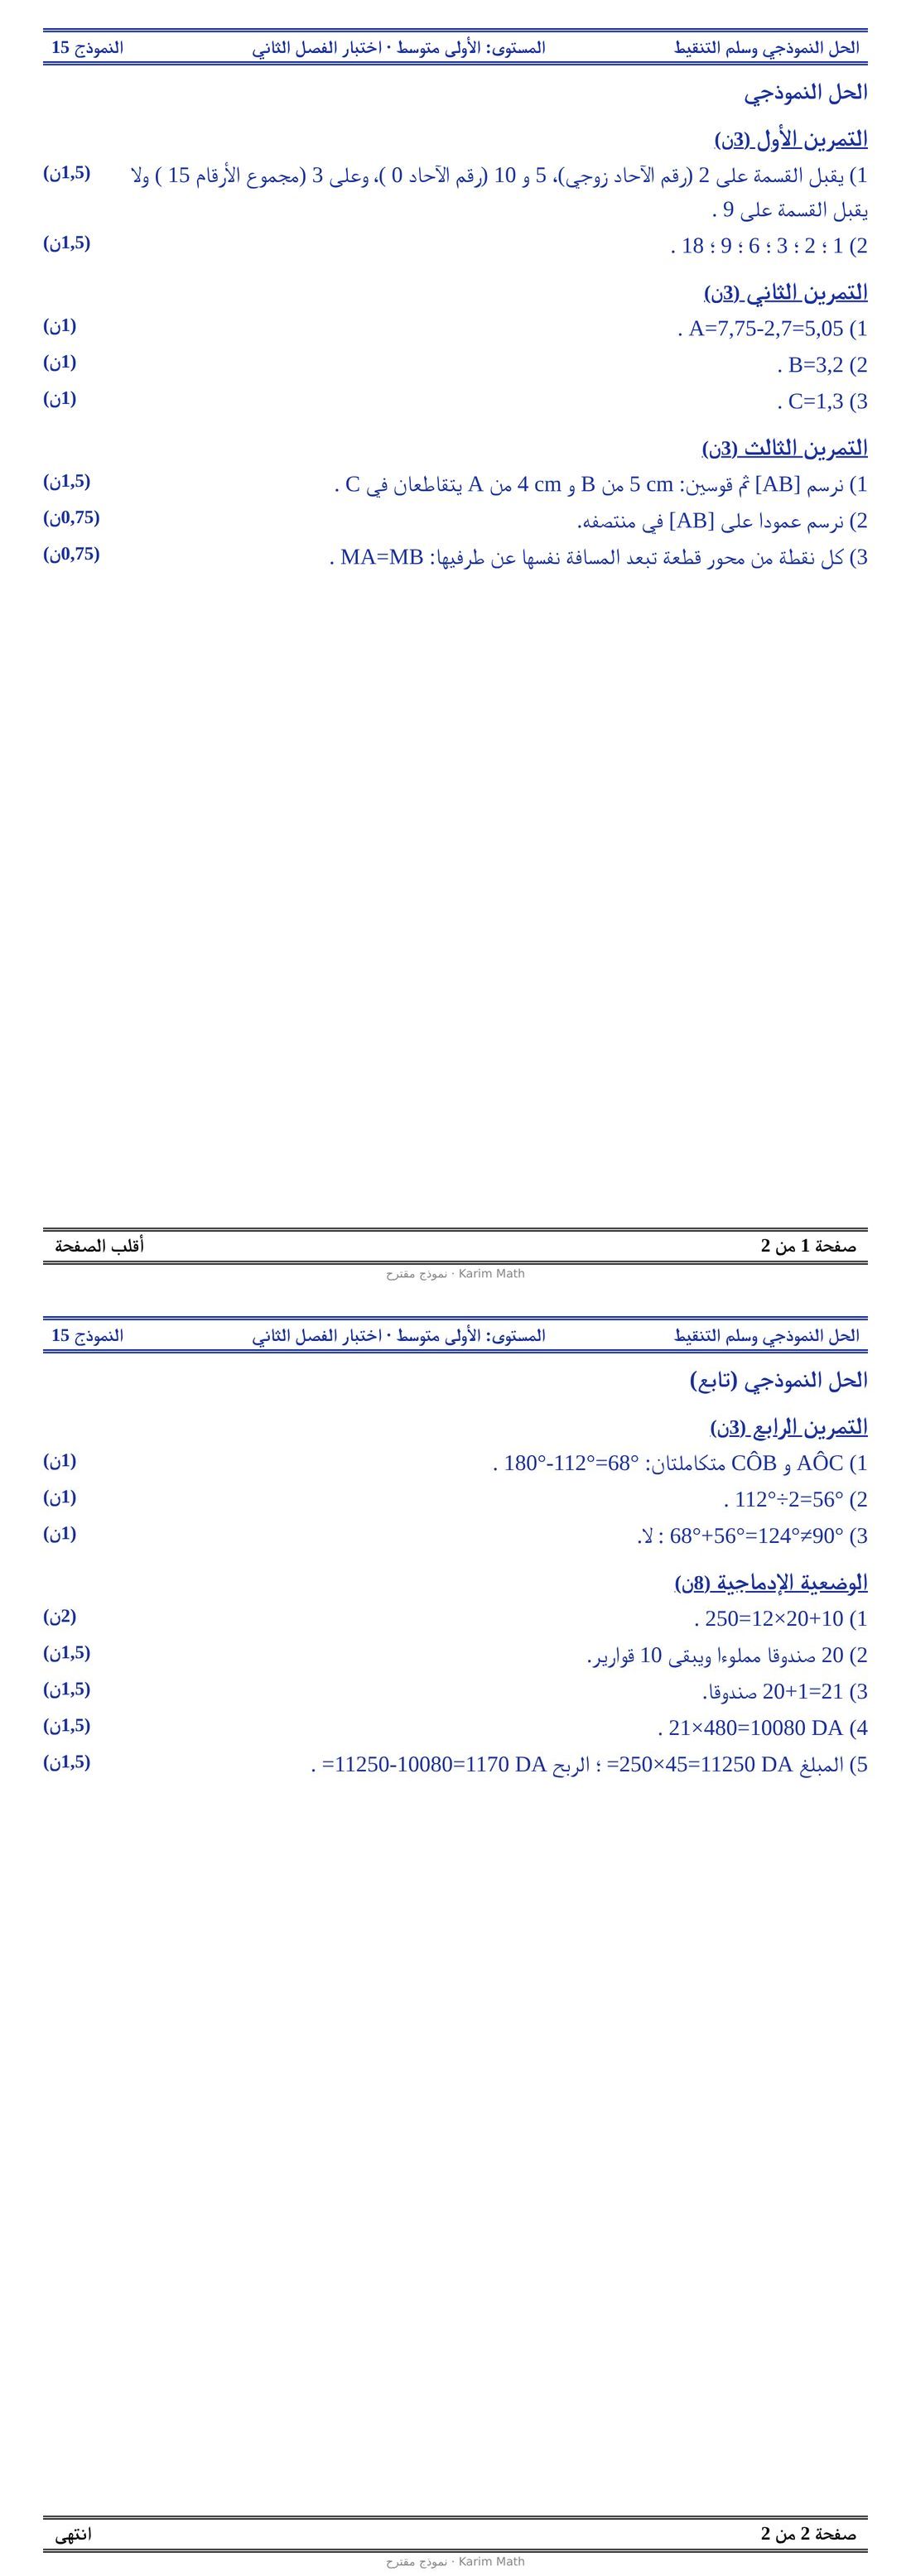 الحل النموذجي وسلم التنقيط المستوى: الأولى متوسط · اختبار الفصل الثاني النموذج 15
الحل النموذجي
التمرين الأول (3ن)
1) يقبل القسمة على 2 (رقم الآحاد زوجي)، 5 و 10 (رقم الآحاد 0 )، وعلى 3 (مجموع الأرقام 15 ) ولا (1,5ن)
يقبل القسمة على 9 .
2) 1 ؛ 2 ؛ 3 ؛ 6 ؛ 9 ؛ 18 . (1,5ن)
التمرين الثاني (3ن)
1) A=7,75-2,7=5,05 . (1ن)
2) B=3,2 . (1ن)
3) C=1,3 . (1ن)
التمرين الثالث (3ن)
1) نرسم [AB] ثم قوسين: 5 cm من B و 4 cm من A يتقاطعان في C . (1,5ن)
2) نرسم عمودا على [AB] في منتصفه. (0,75ن)
3) كل نقطة من محور قطعة تبعد المسافة نفسها عن طرفيها: MA=MB . (0,75ن)
صفحة 1 من 2 أقلب الصفحة
Karim Math · نموذج مقترح
الحل النموذجي وسلم التنقيط المستوى: الأولى متوسط · اختبار الفصل الثاني النموذج 15
الحل النموذجي (تابع)
التمرين الرابع (3ن)
1) AÔC و CÔB متكاملتان: 180°-112°=68° . (1ن)
2) 112°÷2=56° . (1ن)
3) 68°+56°=124°≠90° : لا. (1ن)
الوضعية الإدماجية (8ن)
1) 250=12×20+10 . (2ن)
2) 20 صندوقا مملوءا ويبقى 10 قوارير. (1,5ن)
3) 20+1=21 صندوقا. (1,5ن)
4) 21×480=10080 DA . (1,5ن)
5) المبلغ =250×45=11250 DA ؛ الربح =11250-10080=1170 DA . (1,5ن)
صفحة 2 من 2 انتهى
Karim Math · نموذج مقترح